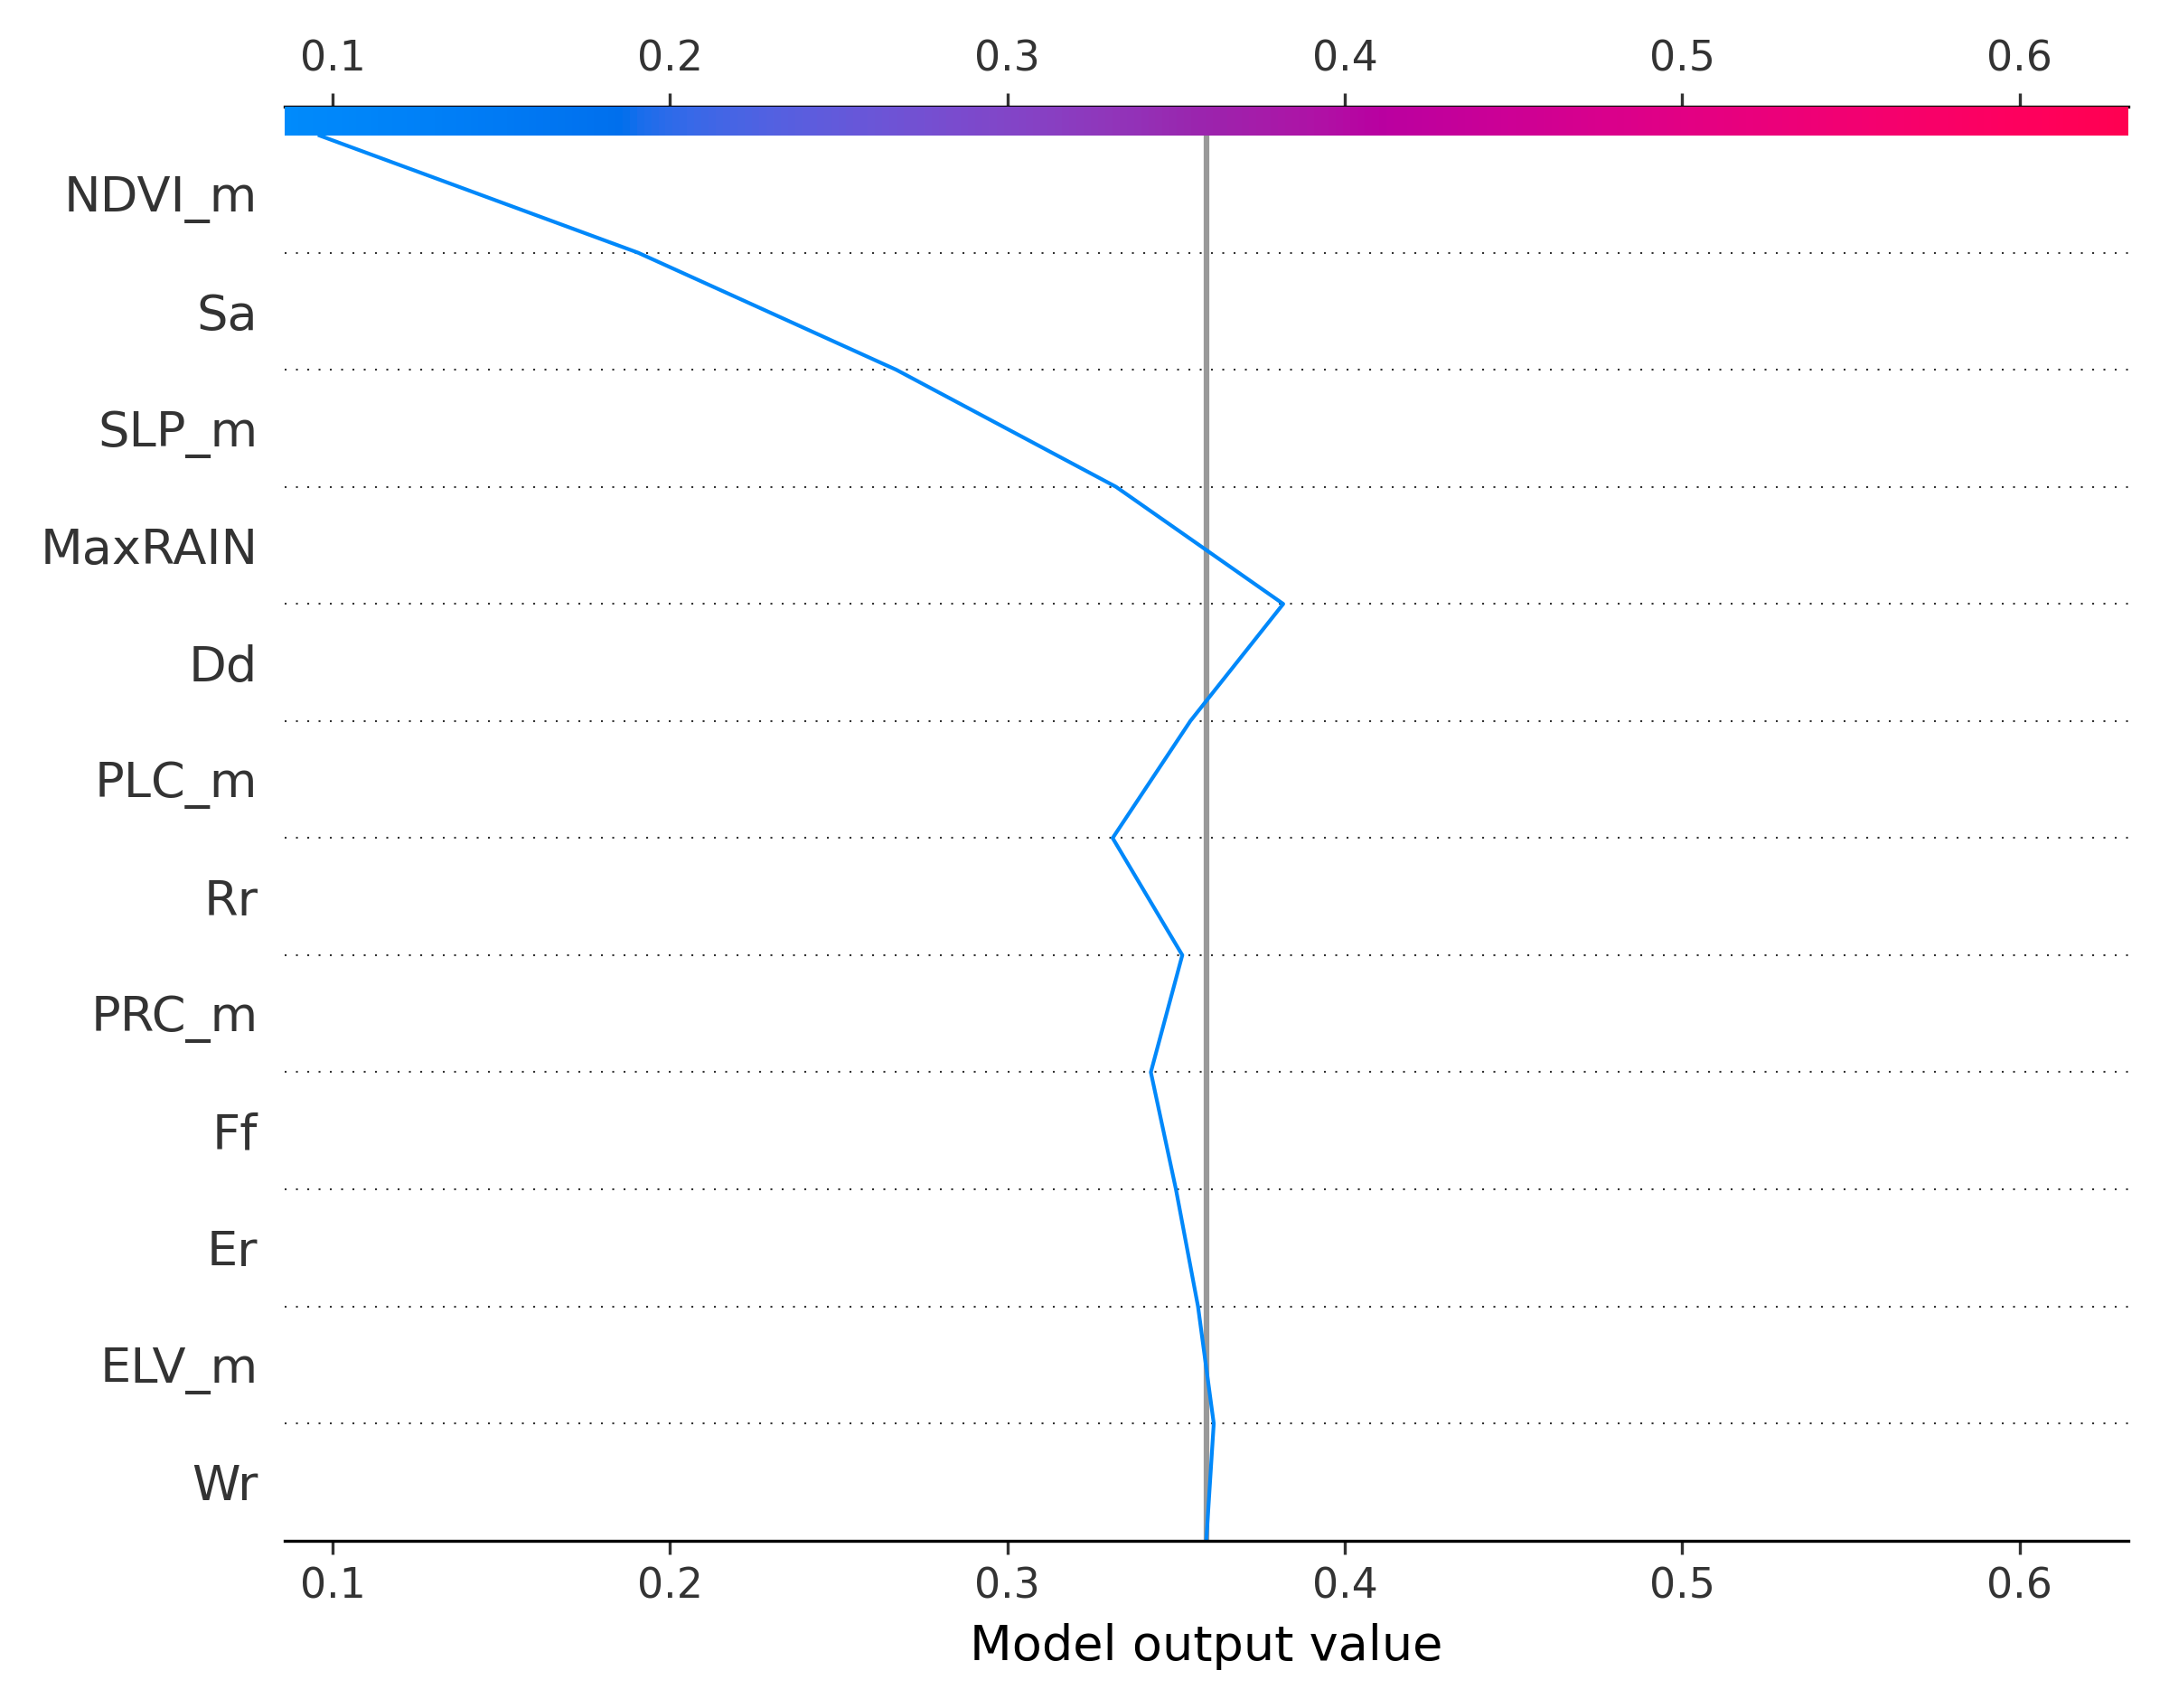 0.1 0.2 0.3 0.4 0.5 0.6
NDVI_m
Sa
SLP_m
MaxRAIN
Dd
PLC_m
Rr
PRC_m
Ff
Er
ELV_m
Wr
0.1 0.2 0.3 0.4 0.5 0.6
Model output value